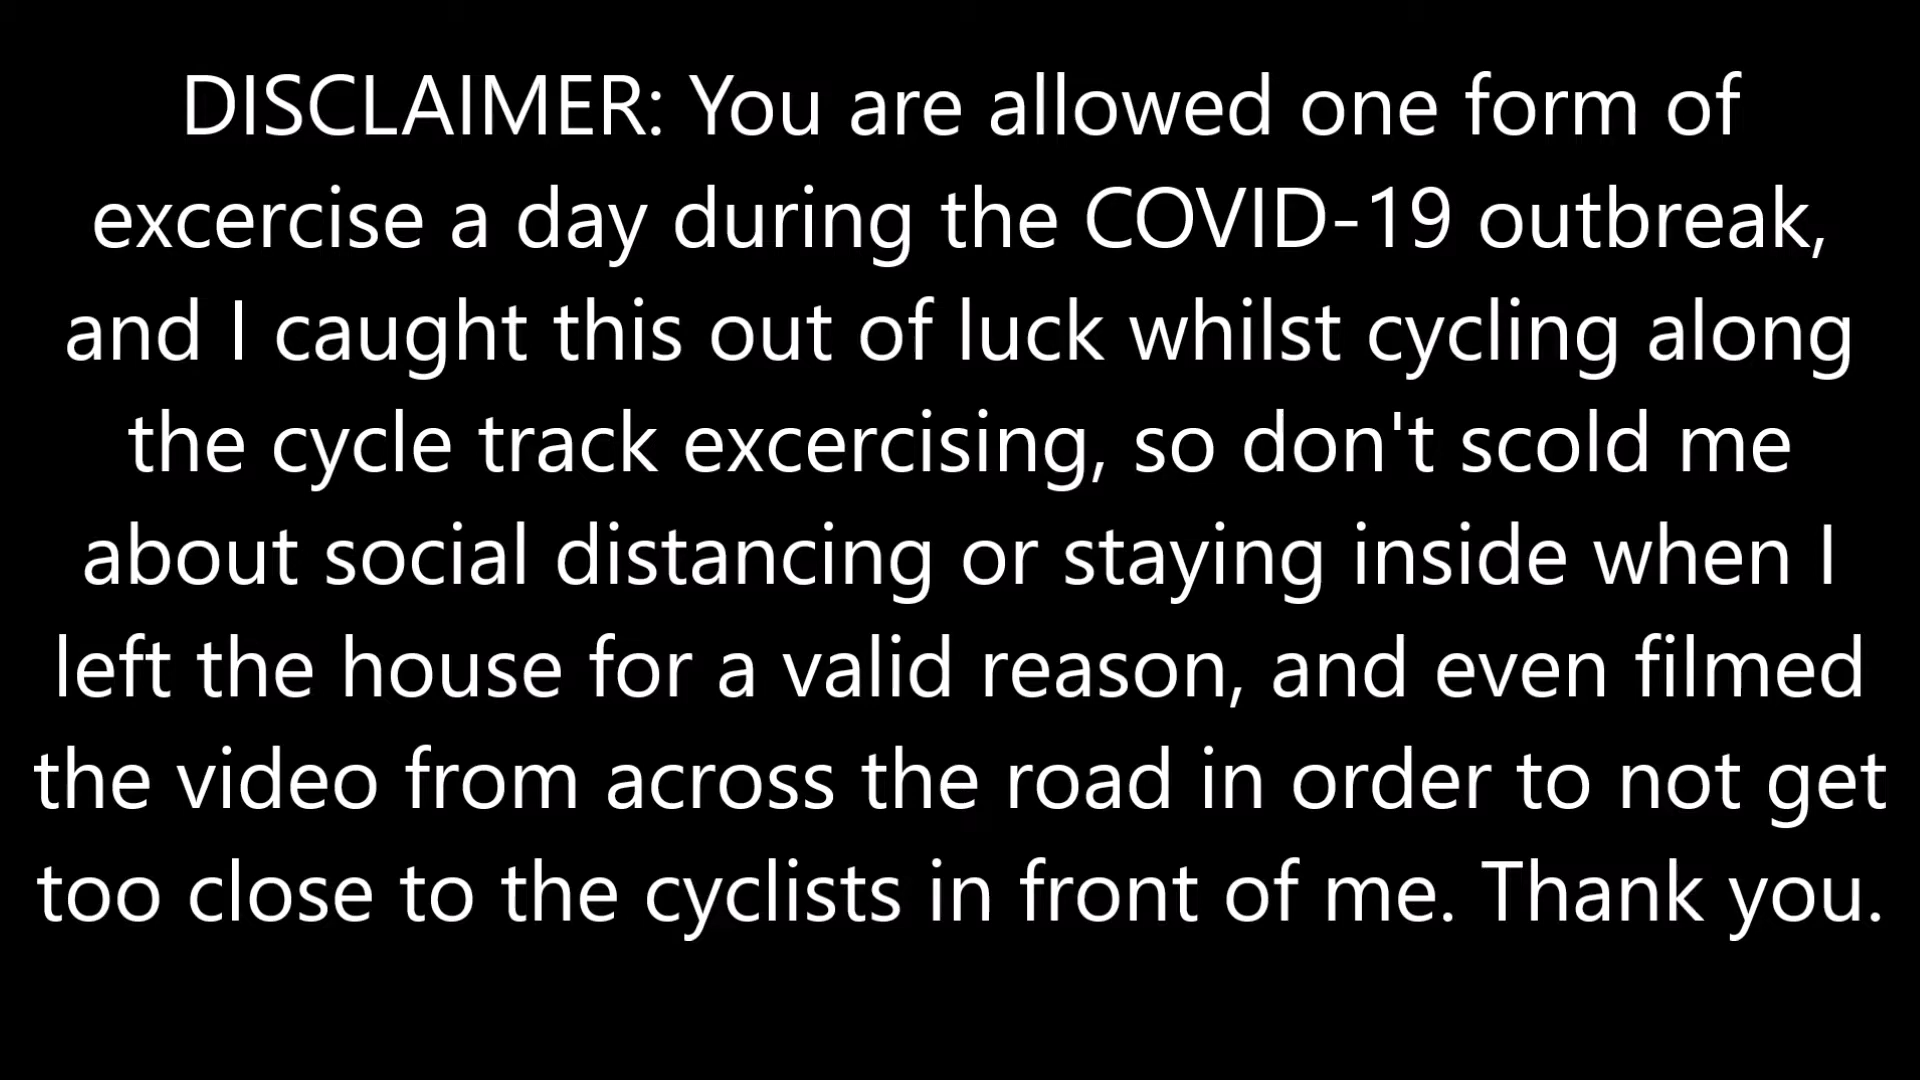 DISCLAIMER: You are allowed one form of
excercise a day during the COVID-19 outbreak,
and I caught this out of luck whilst cycling along
the cycle track excercising, so don't scold me
about social distancing or staying inside when I
left the house for a valid reason, and even filmed
the video from across the road in order to not get
too close to the cyclists in front of me. Thank you.